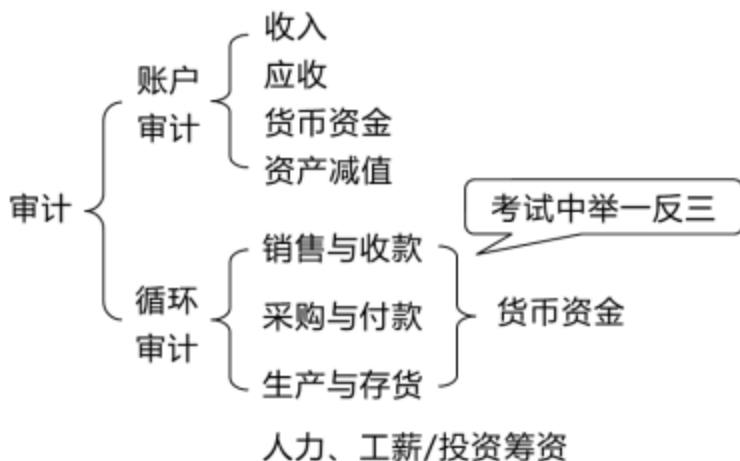 审计
账户
审计
收入
应收
货币资金
资产减值
循环
审计
销售与收款
采购与付款
生产与存货
人力、工薪/投资筹资
货币资金
考试中举一反三